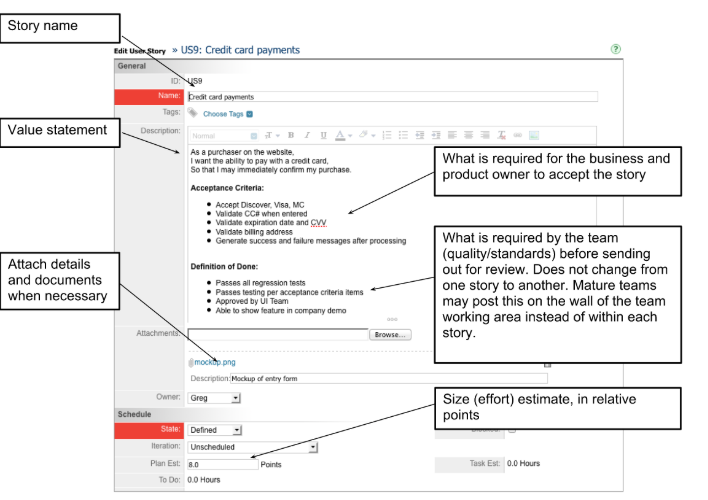 Story name
Edit User Story » US9: Credit card payments
?
General
ID: US9
Name: Credit card payments
Tags: Choose Tags
Value statement
Description: Normal T B I U A
As a purchaser on the website,
I want the ability to pay with a credit card,
So that I may immediately confirm my purchase.
What is required for the business and
product owner to accept the story
Acceptance Criteria:
• Accept Discover, Visa, MC
• Validate CC# when entered
• Validate expiration date and CVV
• Validate billing address
• Generate success and failure messages after processing
What is required by the team
(quality/standards) before sending
out for review. Does not change from
one story to another. Mature teams
may post this on the wall of the team
working area instead of within each
story.
Attach details
and documents
when necessary
Definition of Done:
• Passes all regression tests
• Passes testing per acceptance criteria items
• Approved by UI Team
• Able to show feature in company demo
Attachments: Browse...
mockup.png
Description: Mockup of entry form
Owner: Greg
Size (effort) estimate, in relative
points
Schedule
State: Defined
Iteration: Unscheduled
Plan Est: 8.0 Points Task Est: 0.0 Hours
To Do: 0.0 Hours